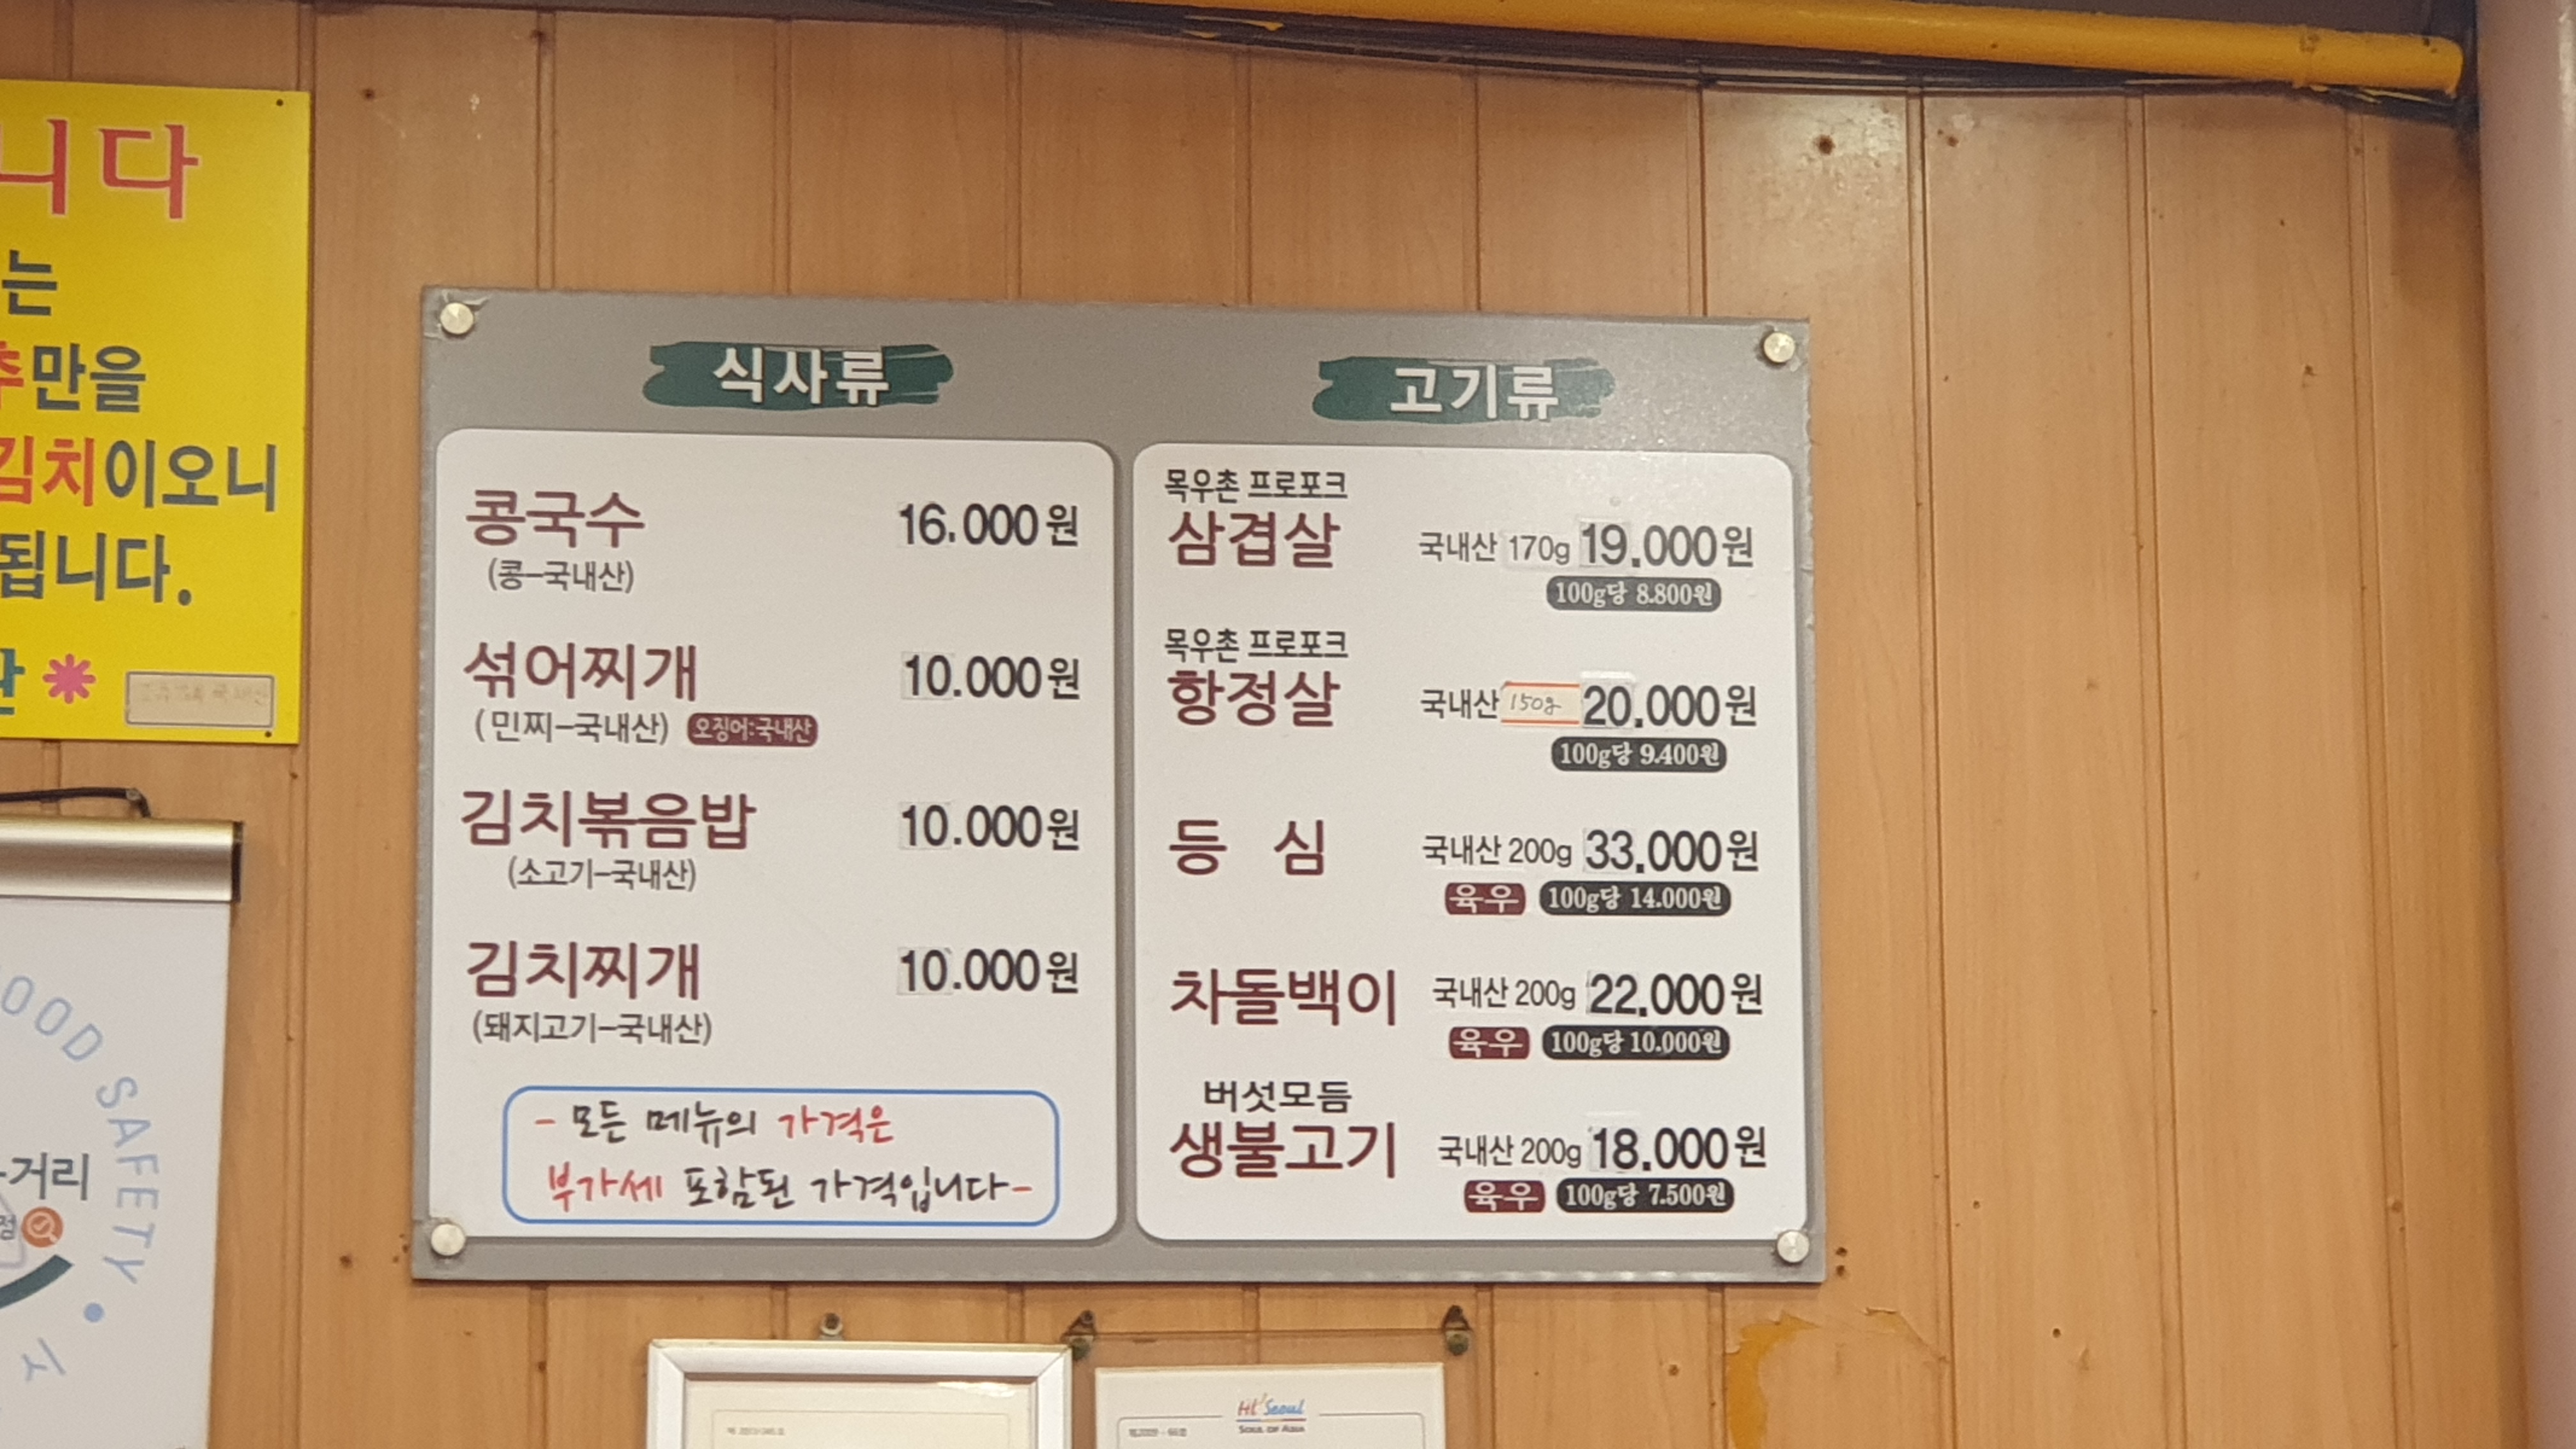 니다
는
추만을
김치이오니
됩니다.
식사류
콩국수 16.000원
(콩–국내산)
섞어찌개 10.000원
(민찌–국내산) 오징어:국내산
김치볶음밥 10.000원
(소고기–국내산)
김치찌개 10.000원
(돼지고기–국내산)
- 모든 메뉴의 가격은
부가세 포함된 가격입니다-
고기류
목우촌 프로포크
삼겹살 국내산 170g 19.000원
100g당 8.800원
목우촌 프로포크
항정살 국내산 150g 20.000원
100g당 9.400원
등 심 국내산 200g 33.000원
육우 100g당 14.000원
차돌백이 국내산 200g 22.000원
육우 100g당 10.000원
버섯모듬
생불고기 국내산 200g 18.000원
육우 100g당 7.500원
OOD SAFETY
거리
점
Hi Seoul
SOUL OF ASIA